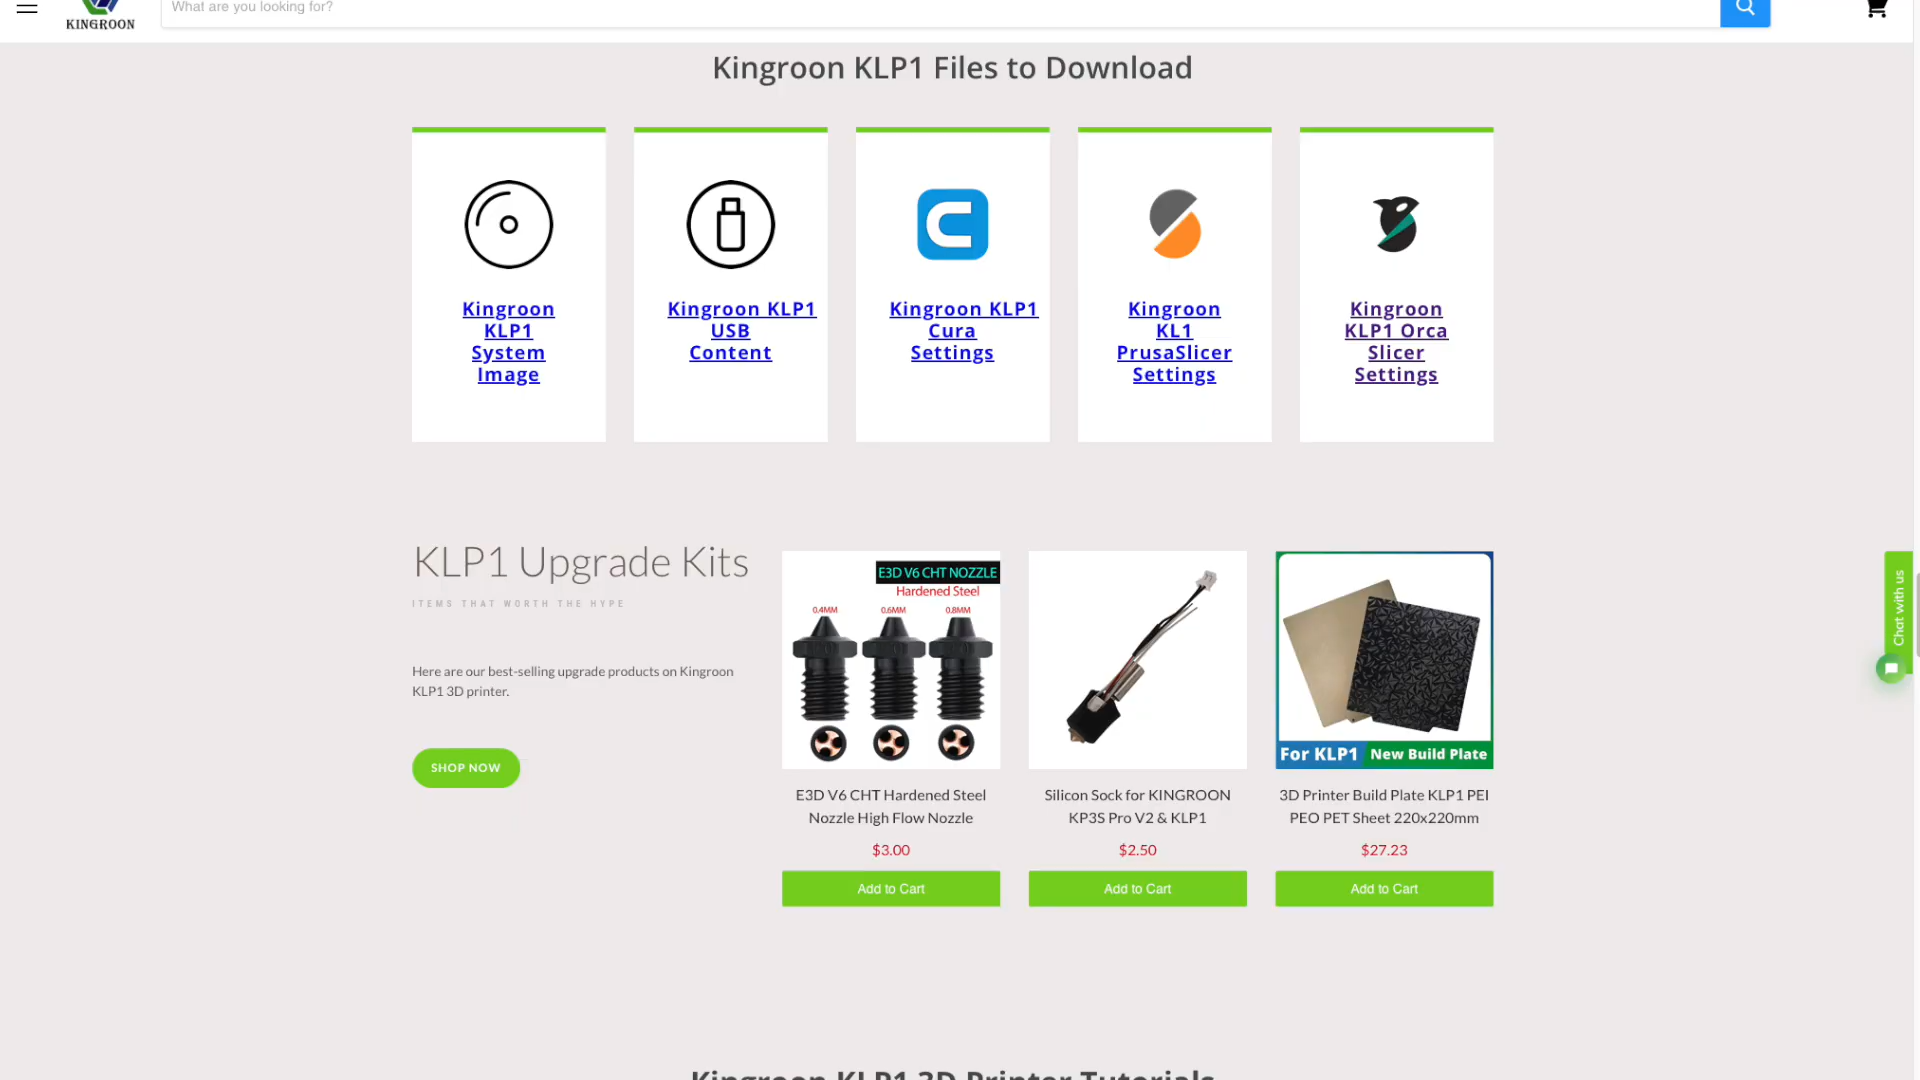 What are you looking for?
KINGROON
Kingroon KLP1 Files to Download
Kingroon
KLP1
System
Image
Kingroon KLP1
USB
Content
Kingroon KLP1
Cura
Settings
Kingroon
KL1
PrusaSlicer
Settings
Kingroon
KLP1 Orca
Slicer
Settings
KLP1 Upgrade Kits
ITEMS THAT WORTH THE HYPE
Here are our best-selling upgrade products on Kingroon
KLP1 3D printer.
SHOP NOW
E3D V6 CHT NOZZLE
Hardened Steel
0.4MM 0.6MM 0.8MM
E3D V6 CHT Hardened Steel
Nozzle High Flow Nozzle
$3.00
Add to Cart
Silicon Sock for KINGROON
KP3S Pro V2 & KLP1
$2.50
Add to Cart
For KLP1 New Build Plate
3D Printer Build Plate KLP1 PEI
PEO PET Sheet 220x220mm
$27.23
Add to Cart
Chat with us
Kingroon KLP1 3D Printer Tutorials